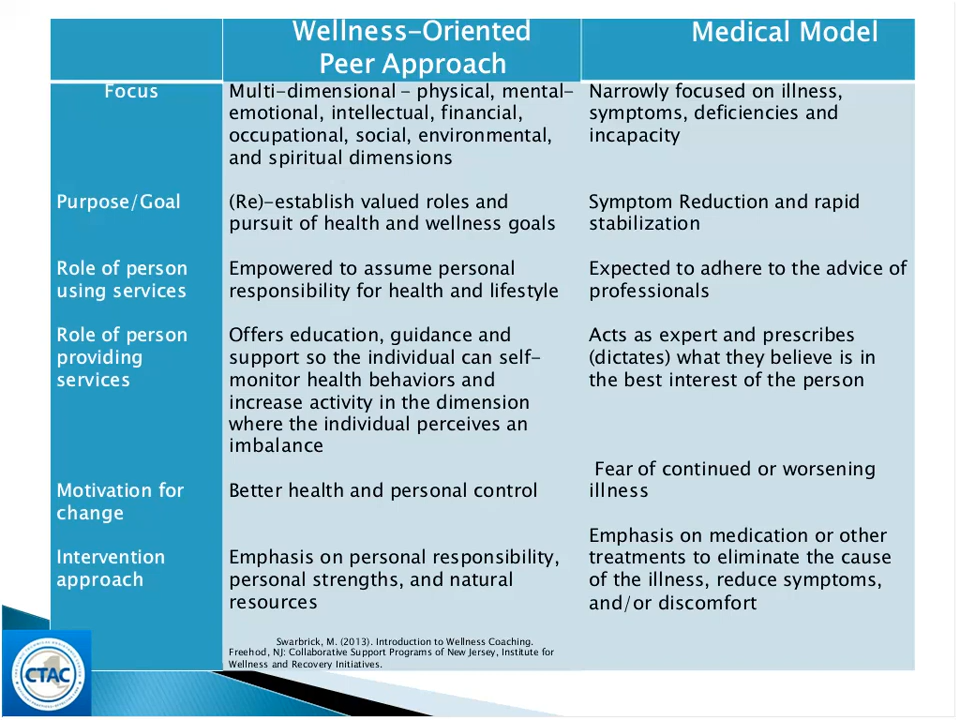 Wellness-Oriented
Peer Approach
Medical Model
Focus
Multi-dimensional - physical, mental-
emotional, intellectual, financial,
occupational, social, environmental,
and spiritual dimensions
Narrowly focused on illness,
symptoms, deficiencies and
incapacity
Purpose/Goal
(Re)-establish valued roles and
pursuit of health and wellness goals
Symptom Reduction and rapid
stabilization
Role of person
using services
Empowered to assume personal
responsibility for health and lifestyle
Expected to adhere to the advice of
professionals
Role of person
providing
services
Offers education, guidance and
support so the individual can self-
monitor health behaviors and
increase activity in the dimension
where the individual perceives an
imbalance
Acts as expert and prescribes
(dictates) what they believe is in
the best interest of the person
Motivation for
change
Better health and personal control
Fear of continued or worsening
illness
Intervention
approach
Emphasis on personal responsibility,
personal strengths, and natural
resources
Emphasis on medication or other
treatments to eliminate the cause
of the illness, reduce symptoms,
and/or discomfort
Swarbrick, M. (2013). Introduction to Wellness Coaching.
Freehod, NJ: Collaborative Support Programs of New Jersey, Institute for
Wellness and Recovery Initiatives.
CTAC